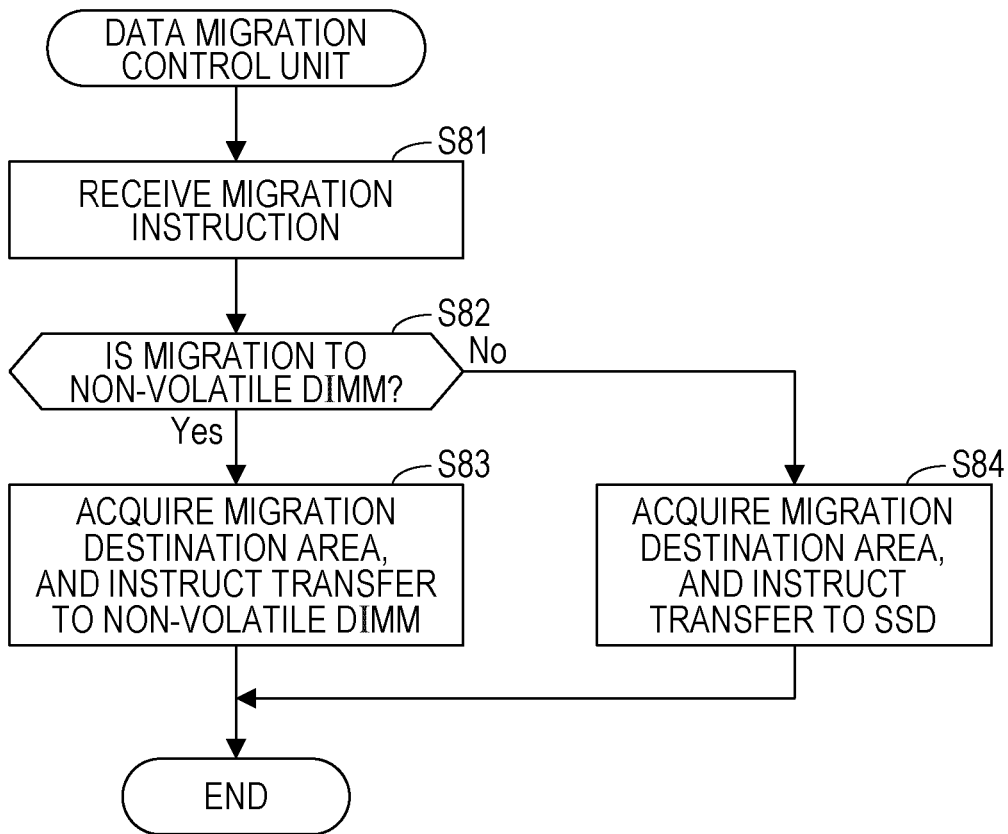 DATA MIGRATION
CONTROL UNIT
S81
RECEIVE MIGRATION
INSTRUCTION
S82
IS MIGRATION TO
NON-VOLATILE DIMM?
No
Yes
S83
ACQUIRE MIGRATION
DESTINATION AREA,
AND INSTRUCT TRANSFER
TO NON-VOLATILE DIMM
S84
ACQUIRE MIGRATION
DESTINATION AREA,
AND INSTRUCT
TRANSFER TO SSD
END